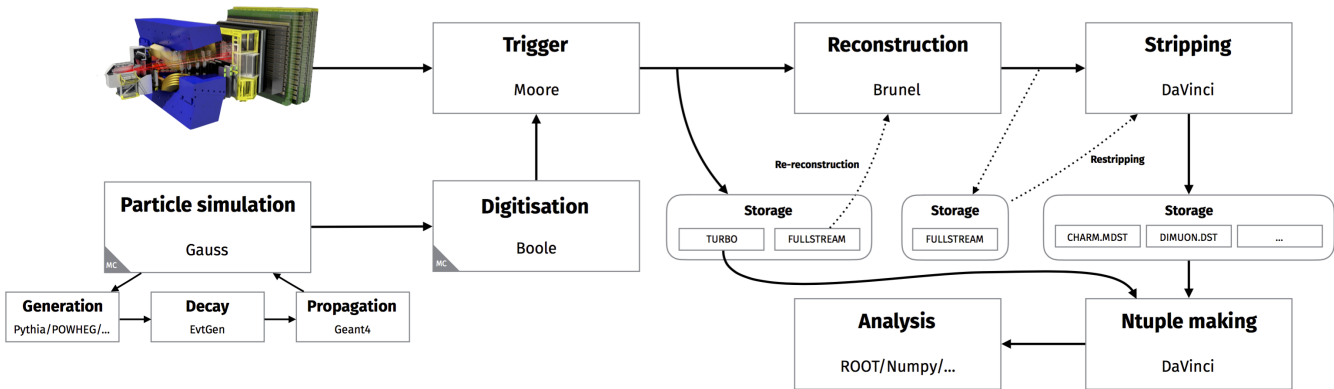 Trigger
Moore
Reconstruction
Brunel
Stripping
DaVinci
Re-reconstruction
Restripping
Particle simulation
Gauss
MC
Digitisation
Boole
MC
Storage
TURBO
FULLSTREAM
Storage
FULLSTREAM
Storage
CHARM.MDST
DIMUON.DST
...
Generation
Pythia/POWHEG/...
Decay
EvtGen
Propagation
Geant4
Analysis
ROOT/Numpy/...
Ntuple making
DaVinci